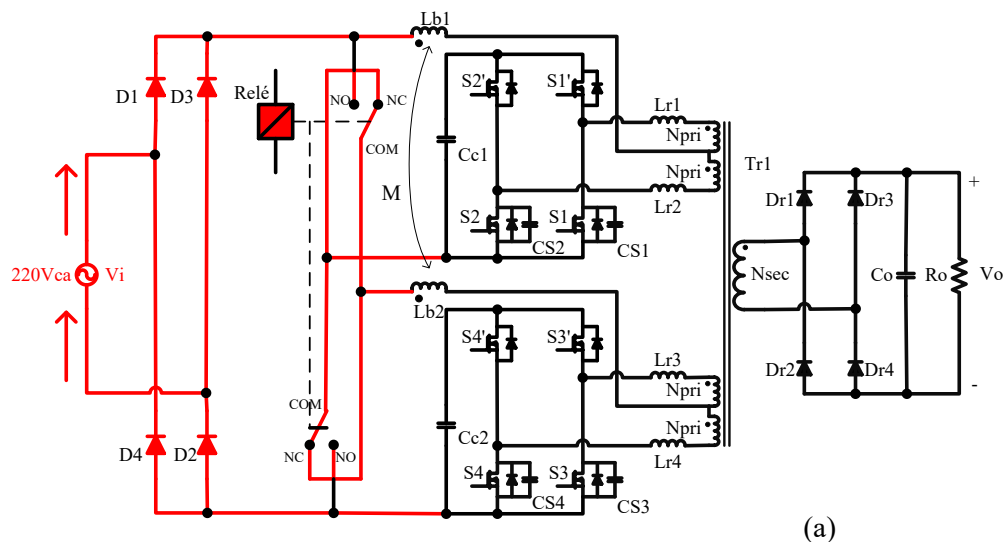 Lb1
D1
D3
Relé
NO
NC
COM
M
S2'
S1'
Cc1
S2
S1
CS2
CS1
Lr1
Npri
Npri
Lr2
Tr1
220Vca
Vi
Dr1
Dr3
Nsec
Co
Ro
Vo
+
-
Dr2
Dr4
Lb2
S4'
S3'
Cc2
S4
S3
CS4
CS3
Lr3
Npri
Npri
Lr4
COM
NC
NO
D4
D2
(a)